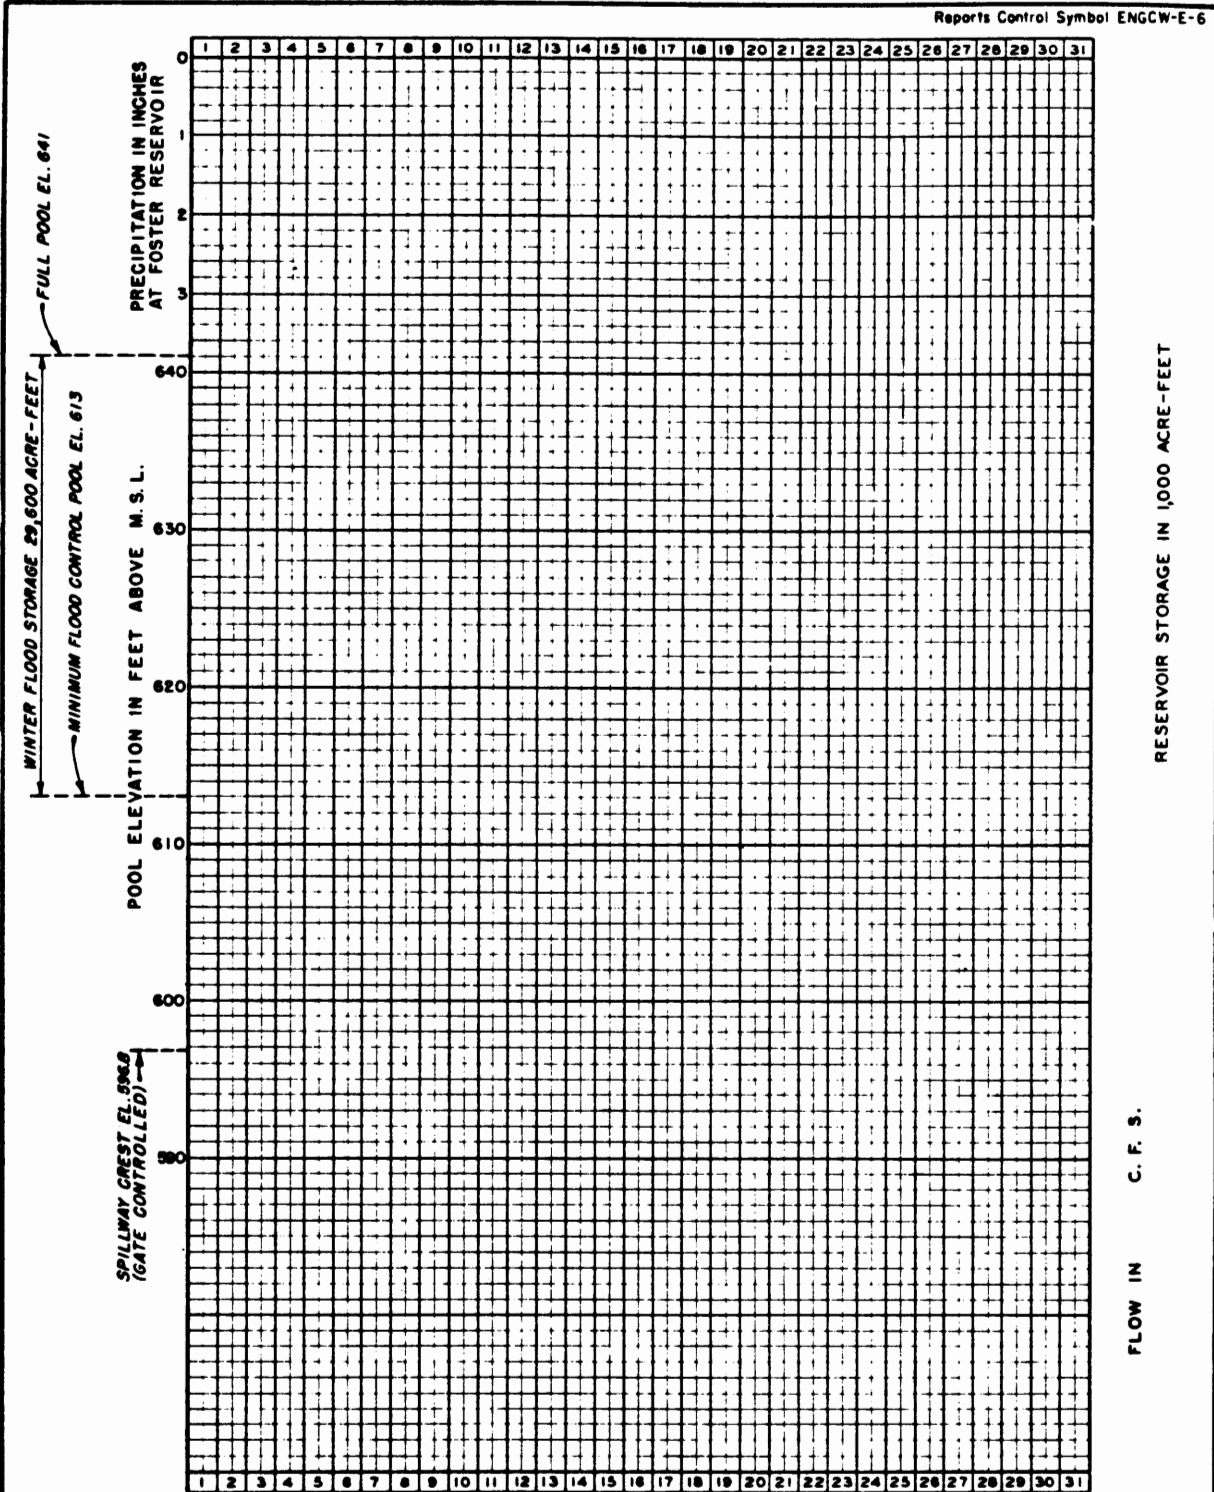 Reports Control Symbol ENGCW-E-6
1 2 3 4 5 6 7 8 9 10 11 12 13 14 15 16 17 18 19 20 21 22 23 24 25 26 27 28 29 30 31
0
1
2
3
PRECIPITATION IN INCHES
AT FOSTER RESERVOIR
FULL POOL EL. 641
WINTER FLOOD STORAGE 29,600 ACRE-FEET
MINIMUM FLOOD CONTROL POOL EL. 613
POOL ELEVATION IN FEET ABOVE M.S.L.
640
630
620
610
600
590
SPILLWAY CREST EL. 596.8
(GATE CONTROLLED)
RESERVOIR STORAGE IN 1,000 ACRE-FEET
FLOW IN C. F. S.
1 2 3 4 5 6 7 8 9 10 11 12 13 14 15 16 17 18 19 20 21 22 23 24 25 26 27 28 29 30 31